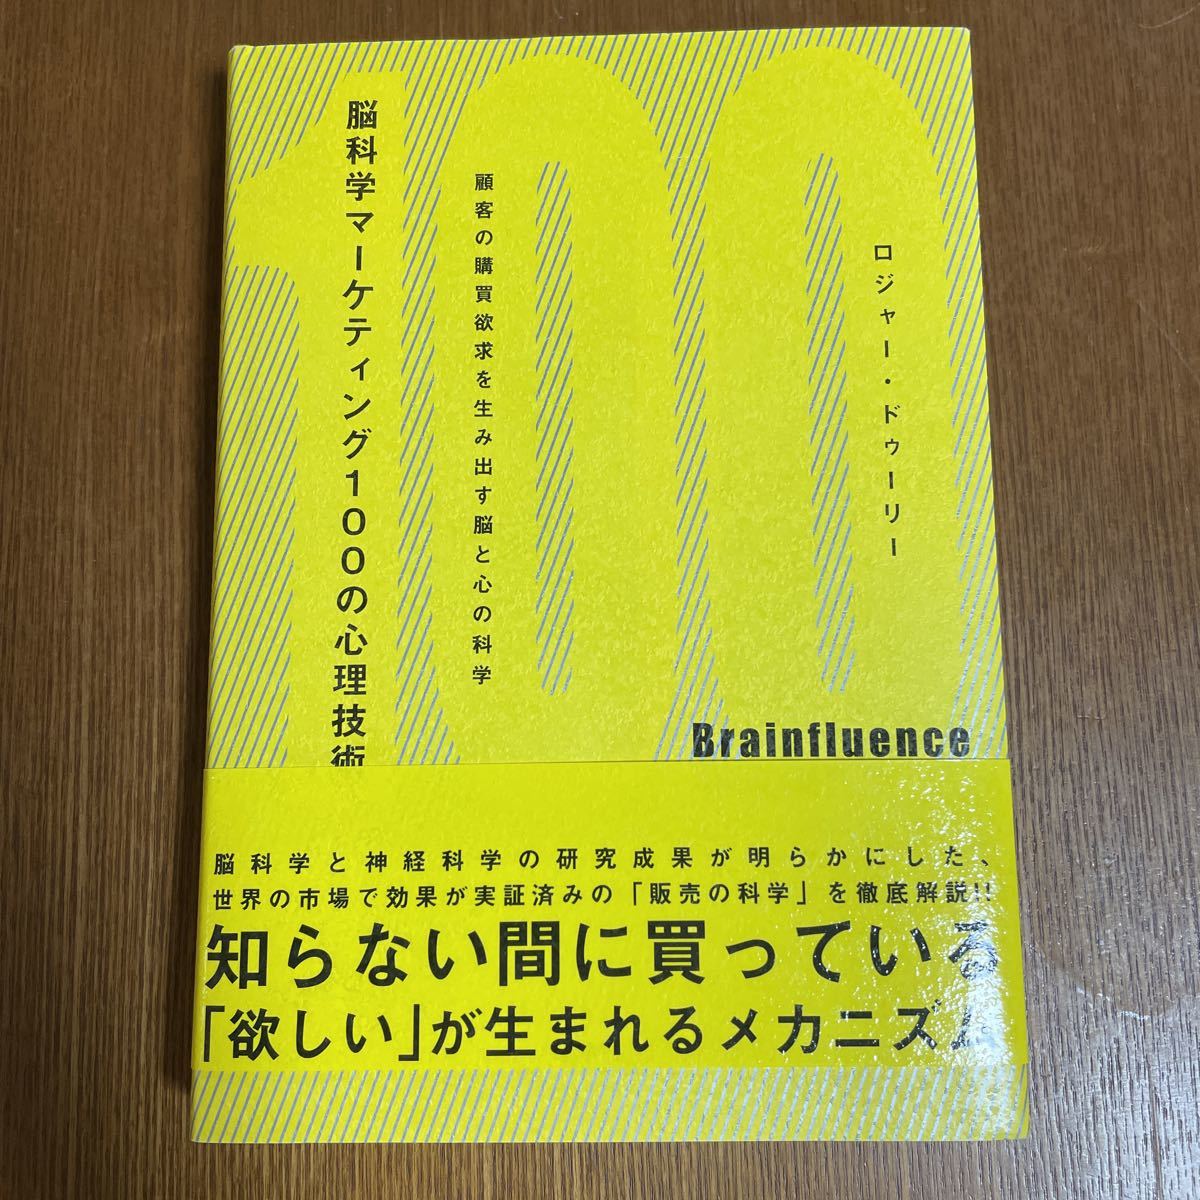 100
ロジャー・ドゥーリー
顧客の購買欲求を生み出す脳と心の科学
脳科学マーケティング100の心理技術
Brainfluence
脳科学と神経科学の研究成果が明らかにした、
世界の市場で効果が実証済みの「販売の科学」を徹底解説!!
知らない間に買っている
「欲しい」が生まれるメカニズム。